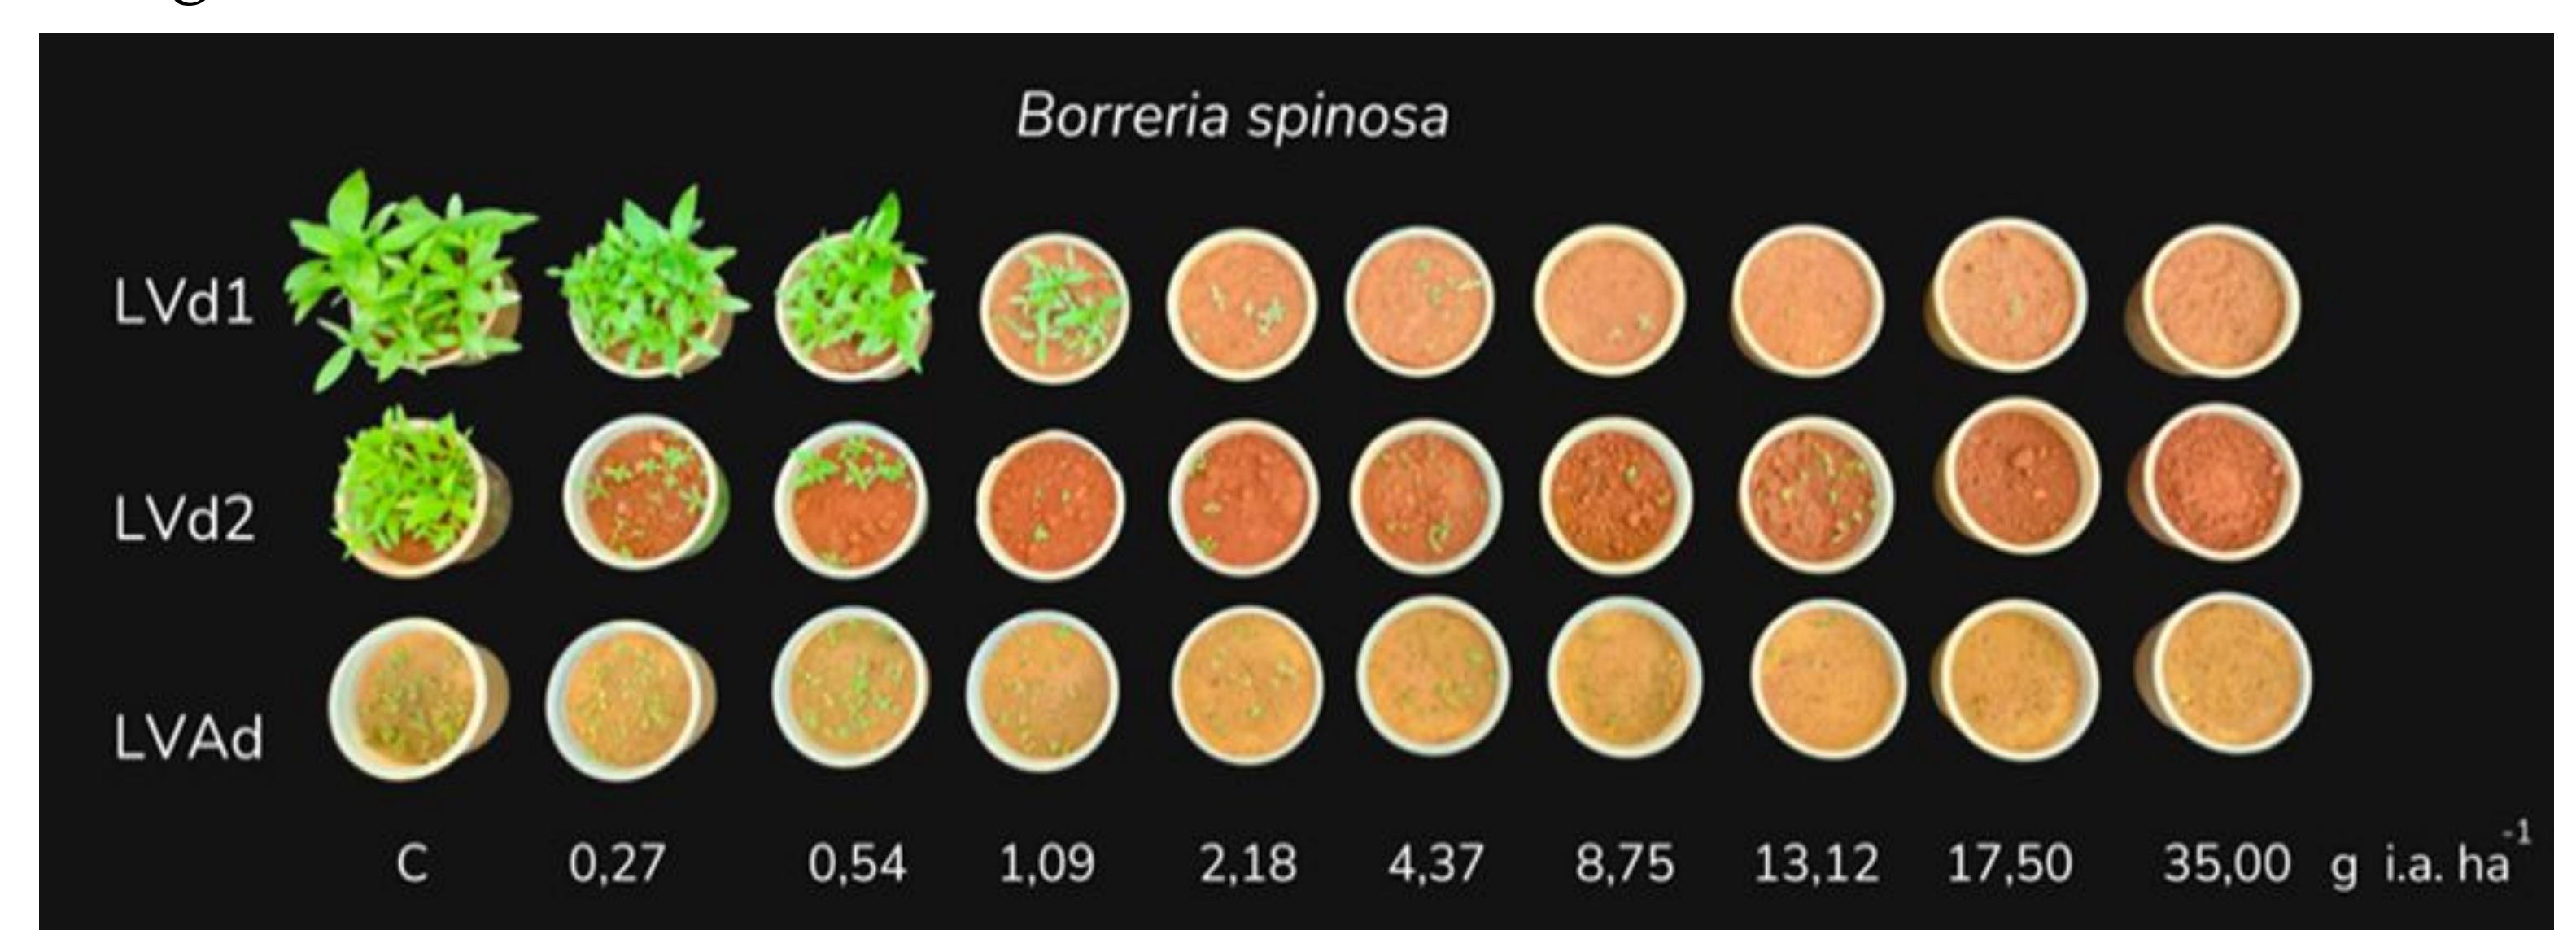 Borreria spinosa
LVd1
LVd2
LVAd
C 0,27 0,54 1,09 2,18 4,37 8,75 13,12 17,50 35,00 g i.a. ha-1